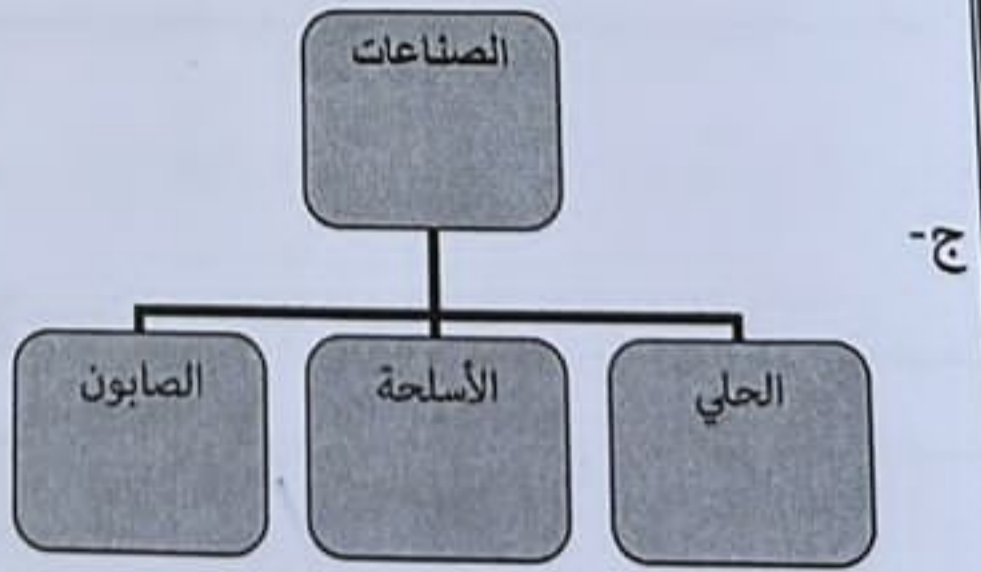 الصناعات
ج-
الحلي
الأسلحة
الصابون